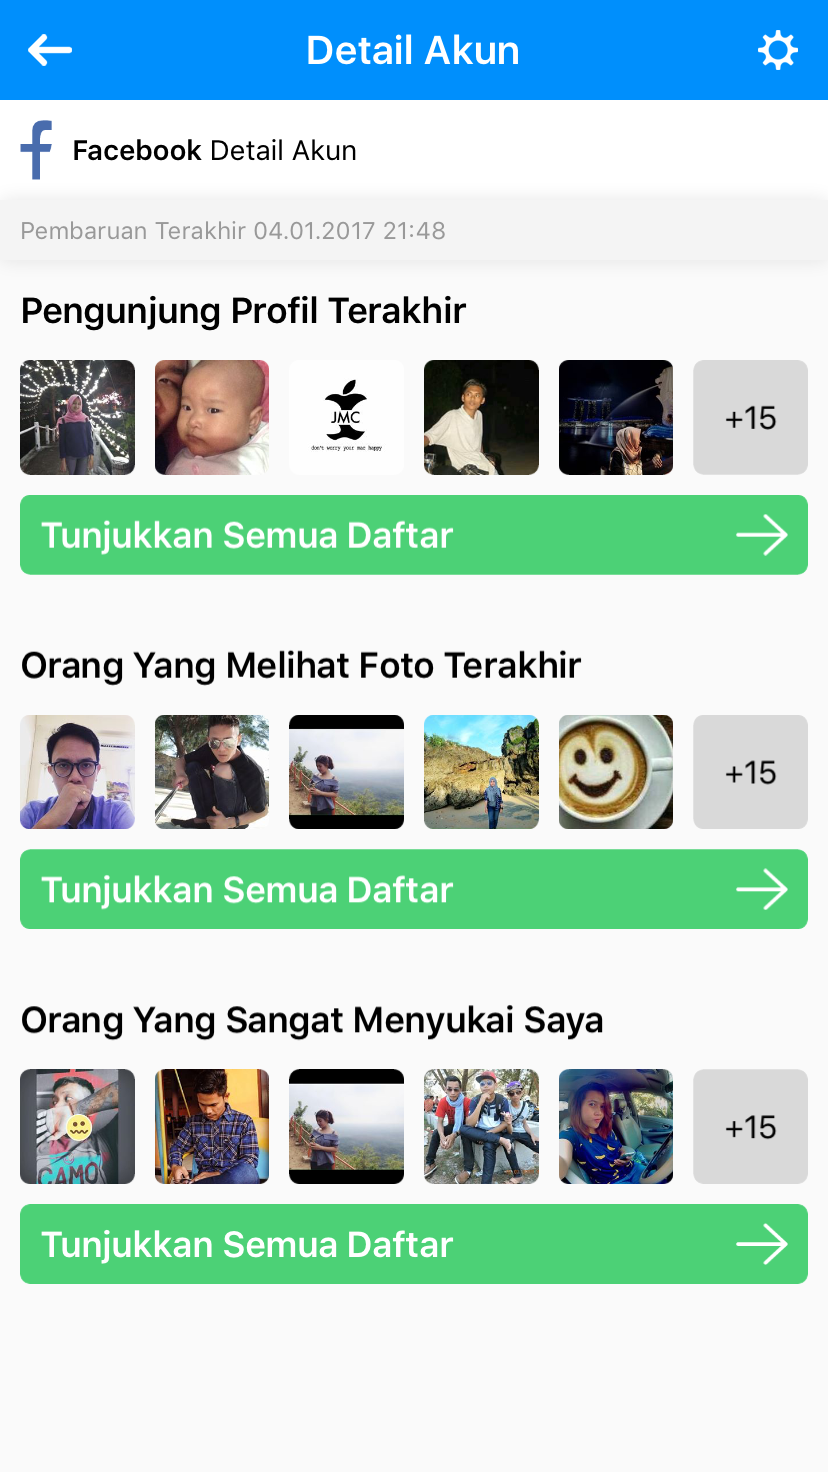 Detail Akun
Facebook Detail Akun
Pembaruan Terakhir 04.01.2017 21:48
Pengunjung Profil Terakhir
JMC
don't worry your mar happy
+15
Tunjukkan Semua Daftar
Orang Yang Melihat Foto Terakhir
+15
Tunjukkan Semua Daftar
Orang Yang Sangat Menyukai Saya
CAMO
+15
Tunjukkan Semua Daftar